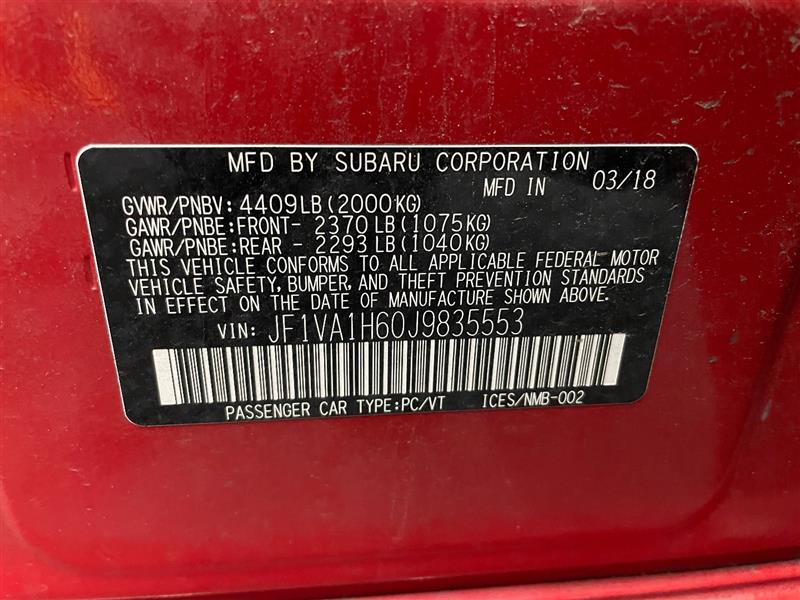 MFD BY SUBARU CORPORATION
MFD IN 03/18
GVWR/PNBV: 4409LB(2000KG)
GAWR/PNBE:FRONT- 2370 LB(1075KG)
GAWR/PNBE:REAR - 2293 LB(1040KG)
THIS VEHICLE CONFORMS TO ALL APPLICABLE FEDERAL MOTOR
VEHICLE SAFETY, BUMPER, AND THEFT PREVENTION STANDARDS
IN EFFECT ON THE DATE OF MANUFACTURE SHOWN ABOVE.
VIN: JF1VA1H60J9835553
PASSENGER CAR TYPE:PC/VT ICES/NMB-002